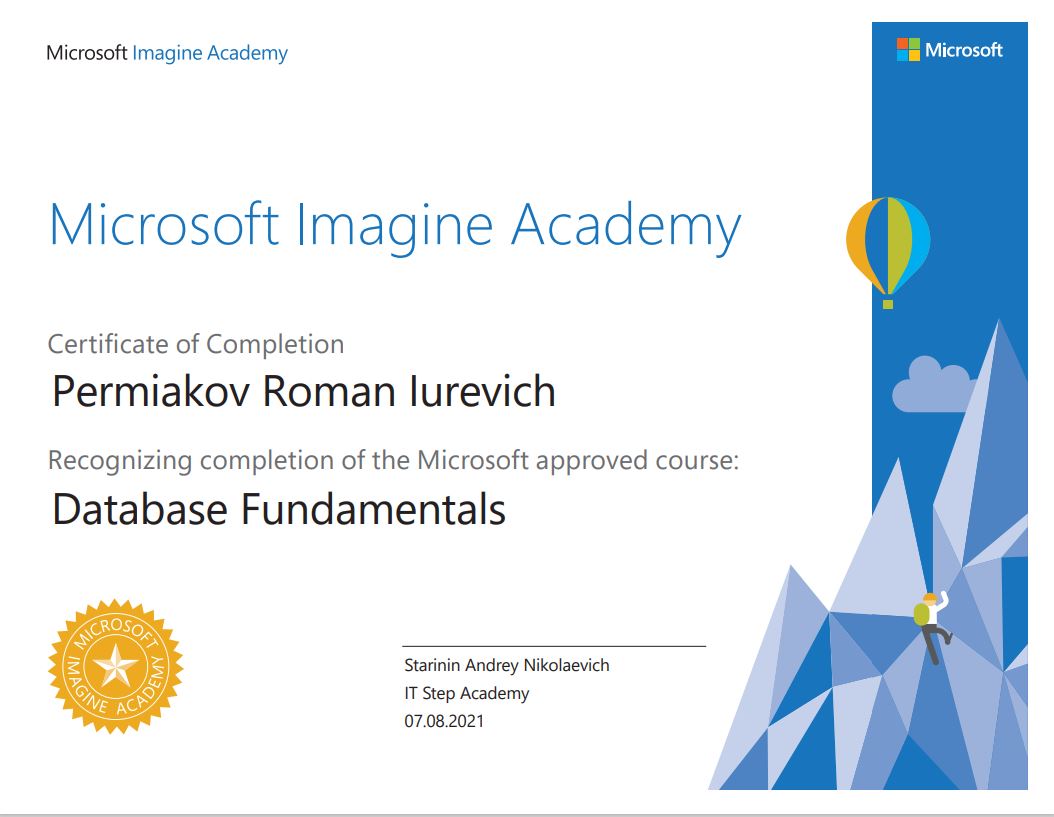 Microsoft Imagine Academy
Microsoft
Microsoft Imagine Academy
Certificate of Completion
Permiakov Roman Iurevich
Recognizing completion of the Microsoft approved course:
Database Fundamentals
MICROSOFT
IMAGINE ACADEMY
Starinin Andrey Nikolaevich
IT Step Academy
07.08.2021